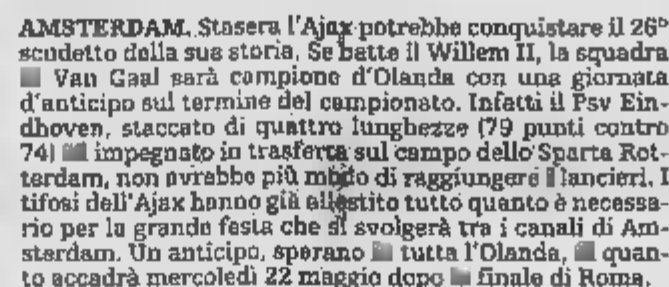 AMSTERDAM. Stasera l'Ajax potrebbe conquistare il 26°
scudetto della sua storia. Se batte il Willem II, la squadra
Van Gaal sarà campione d'Olanda con una giornata
d'anticipo sul termine del campionato. Infatti il Psv Ein-
dhoven, staccato di quattro lunghezze (79 punti contro
74) impegnato in trasferta sul campo dello Sparta Rot-
terdam, non avrebbe più modo di raggiungere lancieri. I
tifosi dell'Ajax hanno già allestito tutto quanto è necessa-
rio per la grande festa che si svolgerà tra i canali di Am-
sterdam. Un anticipo, sperano tutta l'Olanda, quan-
to accadrà mercoledì 22 maggio dopo finale di Roma.